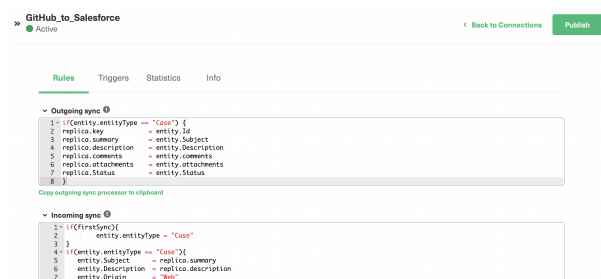 »
GitHub_to_Salesforce
Active
< Back to Connections
Publish
Rules Triggers Statistics Info
Outgoing sync
1 if(entity.entityType == "Case") {
2 replica.key = entity.Id
3 replica.summary = entity.Subject
4 replica.description = entity.Description
5 replica.comments = entity.comments
6 replica.attachments = entity.attachments
7 replica.Status = entity.Status
8 }
Copy outgoing sync processor to clipboard
Incoming sync
1 if(firstSync){
2 entity.entityType = "Case"
3 }
4 if(entity.entityType == "Case"){
5 entity.Subject = replica.summary
6 entity.Description = replica.description
7 entity.Origin = "Web"